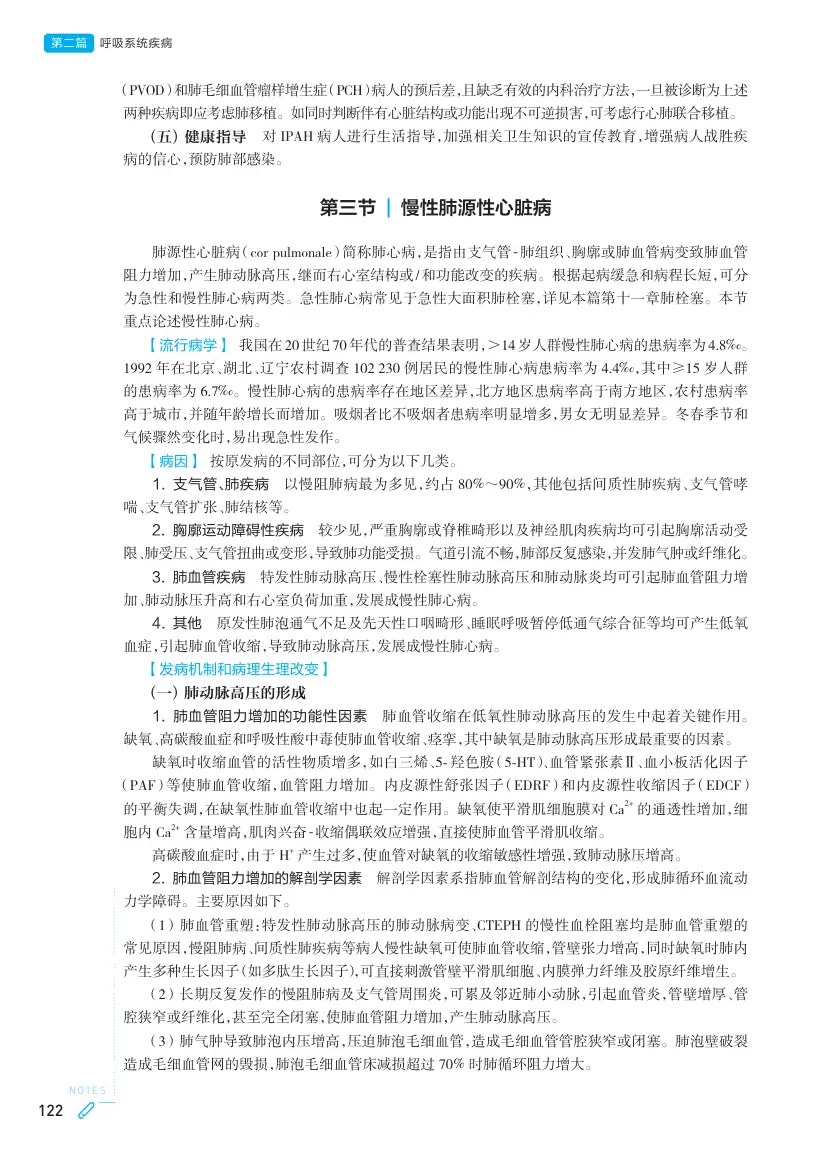 第二篇 呼吸系统疾病
（PVOD）和肺毛细血管瘤样增生症（PCH）病人的预后差，且缺乏有效的内科治疗方法，一旦被诊断为上述
两种疾病即应考虑肺移植。如同时判断伴有心脏结构或功能出现不可逆损害，可考虑行心肺联合移植。
（五）健康指导 对 IPAH 病人进行生活指导，加强相关卫生知识的宣传教育，增强病人战胜疾
病的信心，预防肺部感染。
第三节 | 慢性肺源性心脏病
肺源性心脏病（cor pulmonale）简称肺心病，是指由支气管-肺组织、胸廓或肺血管病变致肺血管
阻力增加，产生肺动脉高压，继而右心室结构或/和功能改变的疾病。根据起病缓急和病程长短，可分
为急性和慢性肺心病两类。急性肺心病常见于急性大面积肺栓塞，详见本篇第十一章肺栓塞。本节
重点论述慢性肺心病。
【流行病学】 我国在20世纪70年代的普查结果表明，＞14岁人群慢性肺心病的患病率为4.8‰。
1992 年在北京、湖北、辽宁农村调查 102 230 例居民的慢性肺心病患病率为 4.4‰，其中≥15 岁人群
的患病率为 6.7‰。慢性肺心病的患病率存在地区差异，北方地区患病率高于南方地区，农村患病率
高于城市，并随年龄增长而增加。吸烟者比不吸烟者患病率明显增多，男女无明显差异。冬春季节和
气候骤然变化时，易出现急性发作。
【病因】 按原发病的不同部位，可分为以下几类。
1. 支气管、肺疾病 以慢阻肺病最为多见，约占 80%～90%，其他包括间质性肺疾病、支气管哮
喘、支气管扩张、肺结核等。
2. 胸廓运动障碍性疾病 较少见，严重胸廓或脊椎畸形以及神经肌肉疾病均可引起胸廓活动受
限、肺受压、支气管扭曲或变形，导致肺功能受损。气道引流不畅，肺部反复感染，并发肺气肿或纤维化。
3. 肺血管疾病 特发性肺动脉高压、慢性栓塞性肺动脉高压和肺动脉炎均可引起肺血管阻力增
加、肺动脉压升高和右心室负荷加重，发展成慢性肺心病。
4. 其他 原发性肺泡通气不足及先天性口咽畸形、睡眠呼吸暂停低通气综合征等均可产生低氧
血症，引起肺血管收缩，导致肺动脉高压，发展成慢性肺心病。
【发病机制和病理生理改变】
（一）肺动脉高压的形成
1. 肺血管阻力增加的功能性因素 肺血管收缩在低氧性肺动脉高压的发生中起着关键作用。
缺氧、高碳酸血症和呼吸性酸中毒使肺血管收缩、痉挛，其中缺氧是肺动脉高压形成最重要的因素。
缺氧时收缩血管的活性物质增多，如白三烯、5-羟色胺（5-HT）、血管紧张素Ⅱ、血小板活化因子
（PAF）等使肺血管收缩，血管阻力增加。内皮源性舒张因子（EDRF）和内皮源性收缩因子（EDCF）
的平衡失调，在缺氧性肺血管收缩中也起一定作用。缺氧使平滑肌细胞膜对 Ca²⁺ 的通透性增加，细
胞内 Ca²⁺ 含量增高，肌肉兴奋-收缩偶联效应增强，直接使肺血管平滑肌收缩。
高碳酸血症时，由于 H⁺ 产生过多，使血管对缺氧的收缩敏感性增强，致肺动脉压增高。
2. 肺血管阻力增加的解剖学因素 解剖学因素系指肺血管解剖结构的变化，形成肺循环血流动
力学障碍。主要原因如下。
（1）肺血管重塑：特发性肺动脉高压的肺动脉病变、CTEPH 的慢性血栓阻塞均是肺血管重塑的
常见原因，慢阻肺病、间质性肺疾病等病人慢性缺氧可使肺血管收缩，管壁张力增高，同时缺氧时肺内
产生多种生长因子（如多肽生长因子），可直接刺激管壁平滑肌细胞、内膜弹力纤维及胶原纤维增生。
（2）长期反复发作的慢阻肺病及支气管周围炎，可累及邻近肺小动脉，引起血管炎，管壁增厚、管
腔狭窄或纤维化，甚至完全闭塞，使肺血管阻力增加，产生肺动脉高压。
（3）肺气肿导致肺泡内压增高，压迫肺泡毛细血管，造成毛细血管管腔狭窄或闭塞。肺泡壁破裂
造成毛细血管网的毁损，肺泡毛细血管床减损超过 70% 时肺循环阻力增大。
NOTES
122